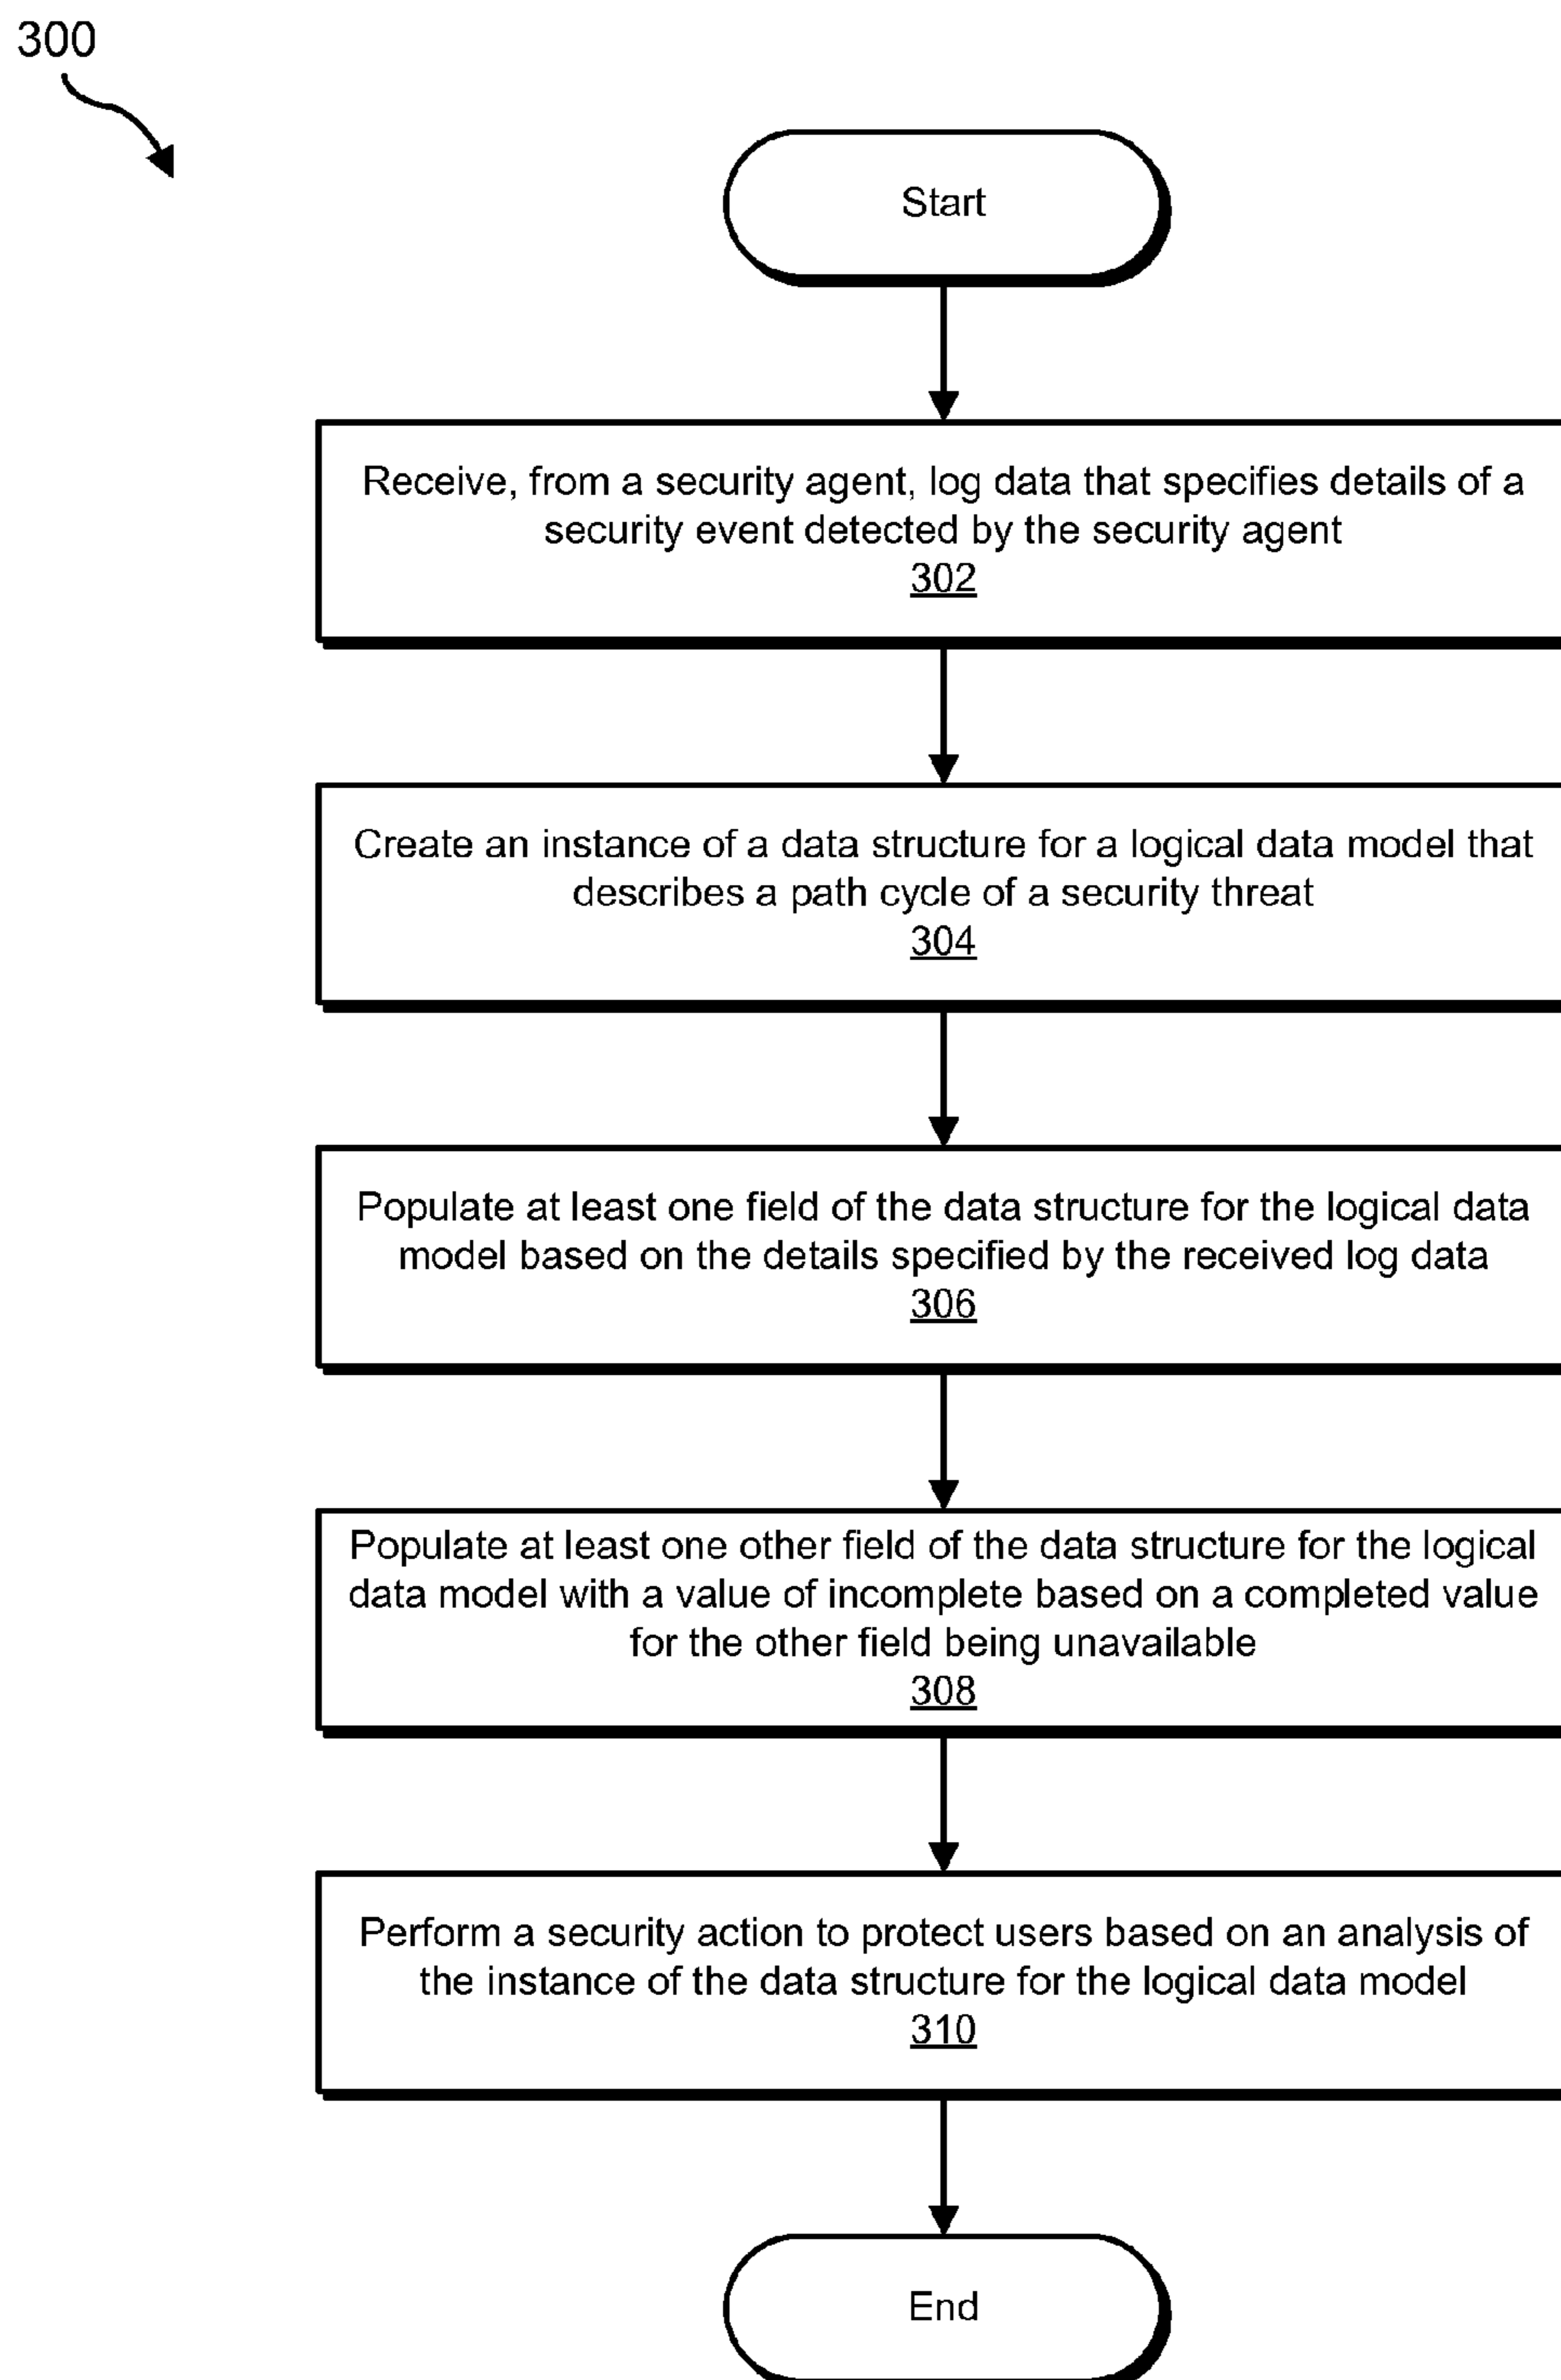 300
Start
Receive, from a security agent, log data that specifies details of a
security event detected by the security agent
302
Create an instance of a data structure for a logical data model that
describes a path cycle of a security threat
304
Populate at least one field of the data structure for the logical data
model based on the details specified by the received log data
306
Populate at least one other field of the data structure for the logical
data model with a value of incomplete based on a completed value
for the other field being unavailable
308
Perform a security action to protect users based on an analysis of
the instance of the data structure for the logical data model
310
End